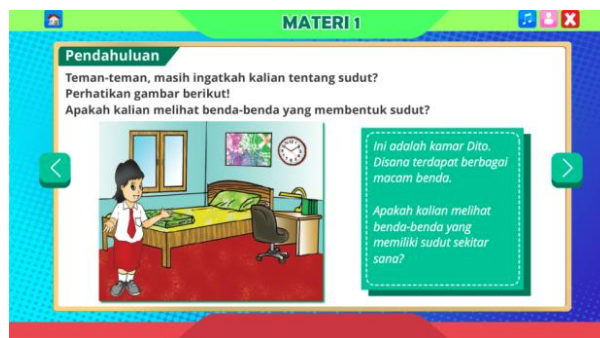 MATERI 1
Pendahuluan
Teman-teman, masih ingatkah kalian tentang sudut?
Perhatikan gambar berikut!
Apakah kalian melihat benda-benda yang membentuk sudut?
Ini adalah kamar Dito.
Disana terdapat berbagai
macam benda.
Apakah kalian melihat
benda-benda yang
memiliki sudut sekitar
sana?